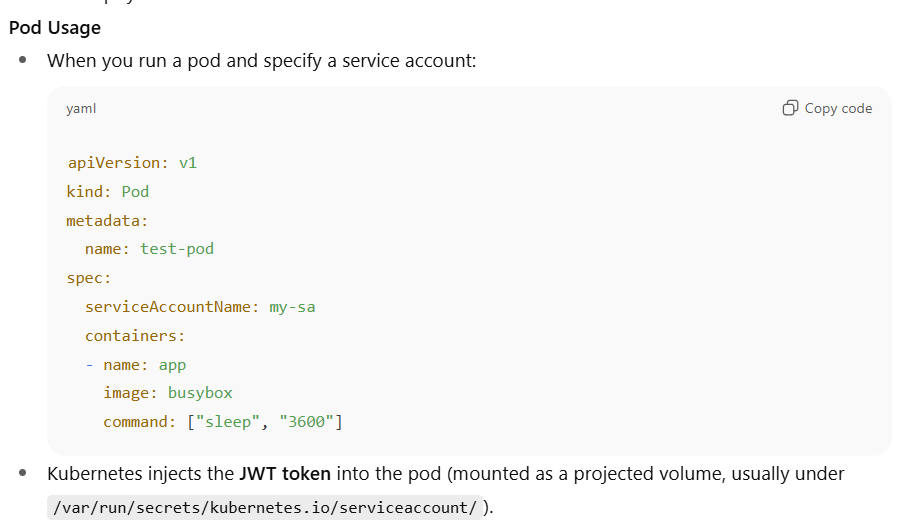 Pod Usage
• When you run a pod and specify a service account:
yaml
Copy code
apiVersion: v1
kind: Pod
metadata:
  name: test-pod
spec:
  serviceAccountName: my-sa
  containers:
  - name: app
    image: busybox
    command: ["sleep", "3600"]
• Kubernetes injects the JWT token into the pod (mounted as a projected volume, usually under
/var/run/secrets/kubernetes.io/serviceaccount/ ).